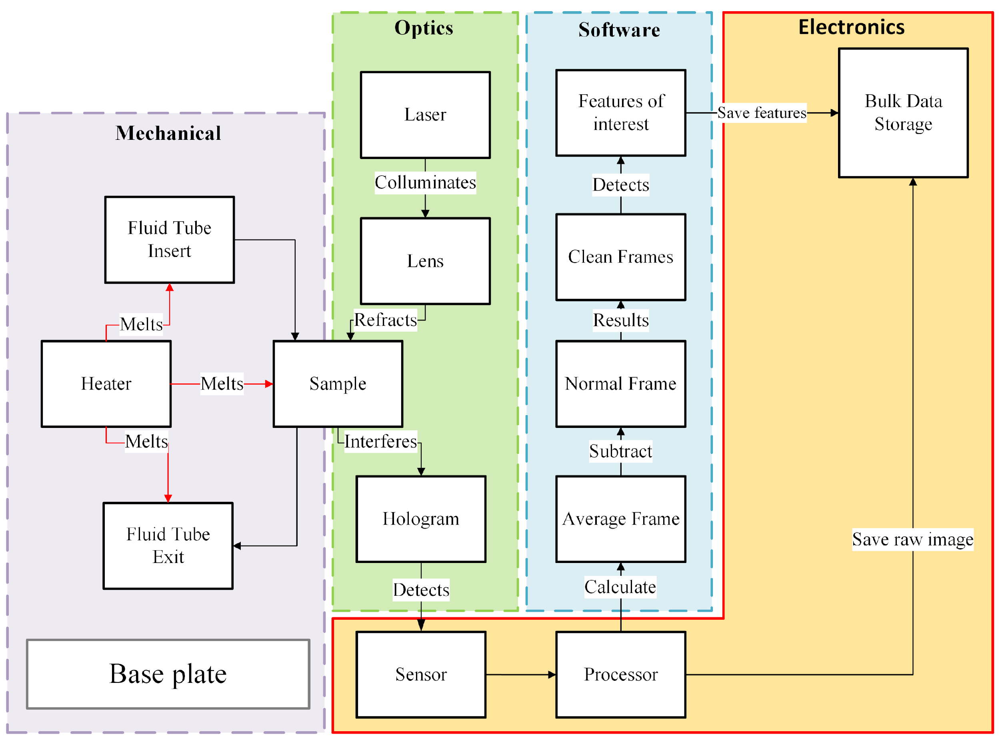 Mechanical
Fluid Tube
Insert
Melts
Heater
Melts
Melts
Fluid Tube
Exit
Base plate
Optics
Laser
Colluminates
Lens
Refracts
Sample
Interferes
Hologram
Detects
Software
Features of
interest
Detects
Clean Frames
Results
Normal Frame
Subtract
Average Frame
Calculate
Electronics
Save features
Bulk Data
Storage
Save raw image
Sensor
Processor